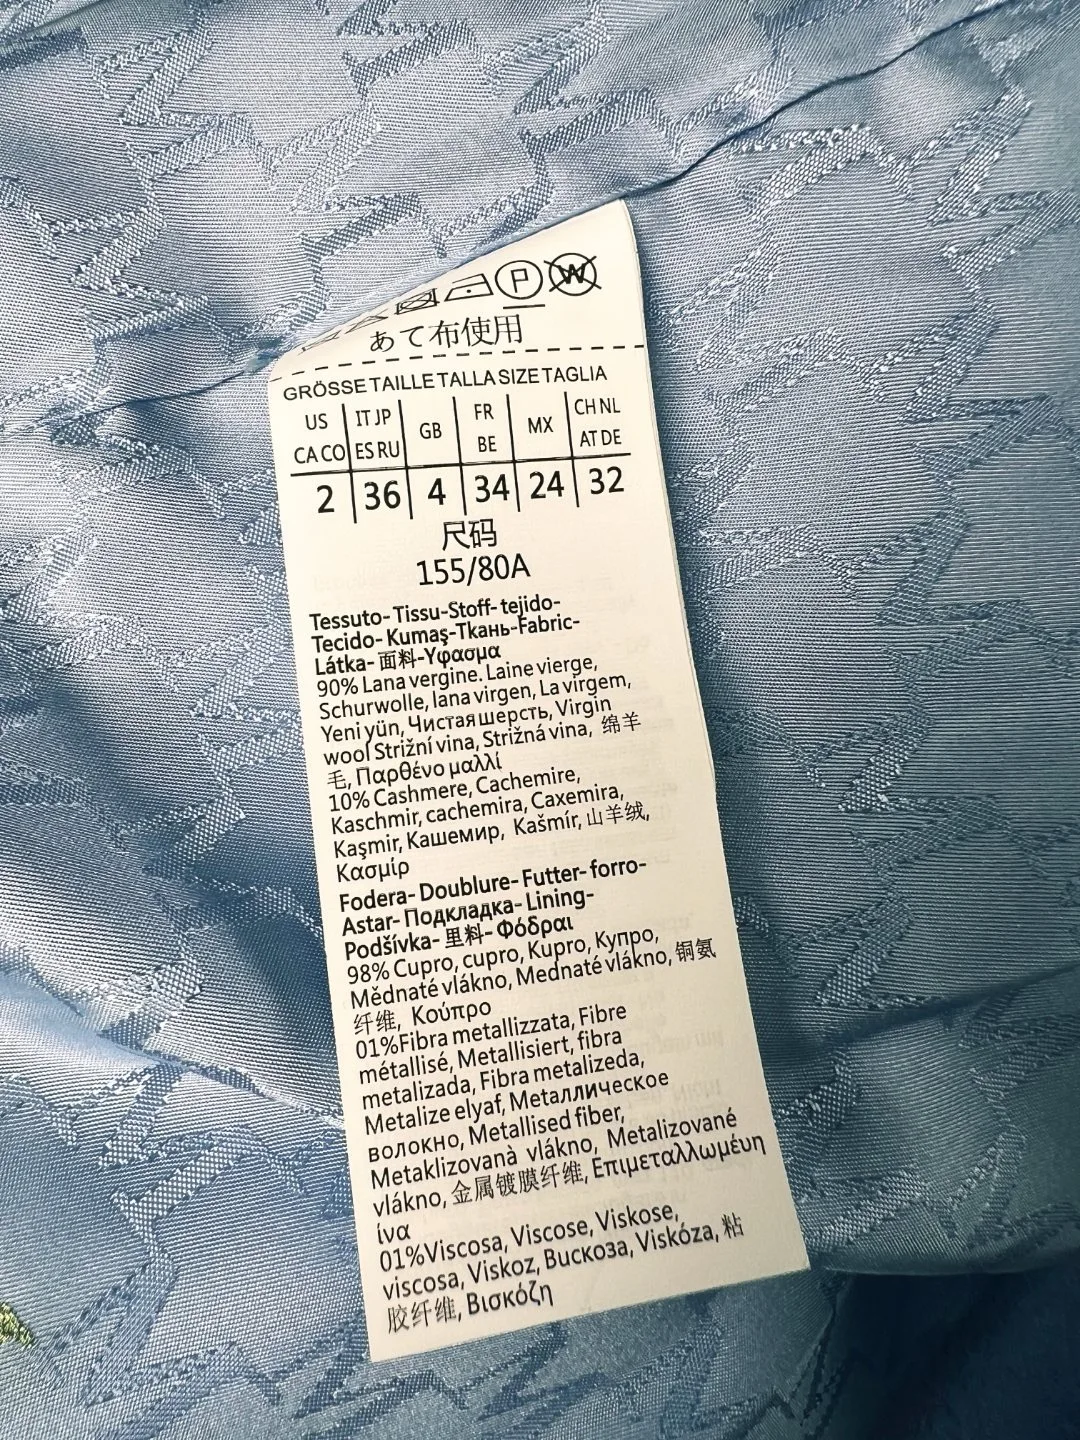 P W
あて布使用
GRÖSSE TAILLE TALLA SIZE TAGLIA
US IT JP GB FR MX CH NL
CA CO ES RU BE AT DE
2 36 4 34 24 32
尺码
155/80A
Tessuto-Tissu-Stoff-tejido-
Tecido-Kumaş-Ткань-Fabric-
Látka-面料-Υφασμα
90% Lana vergine. Laine vierge,
Schurwolle, lana virgen, La virgem,
Yeni yün, Чистая шерсть, Virgin
wool Strižní vina, Strižná vina, 绵羊
毛, Παρθένο μαλλί
10% Cashmere, Cachemire,
Kaschmir, cachemira, Caxemira,
Kaşmir, Кашемир, Kašmír, 山羊绒,
Κασμίρ
Fodera-Doublure-Futter-forro-
Astar-Подкладка-Lining-
Podšívka-里料-Φόδραι
98% Cupro, cupro, Kupro, Купро,
Mědnaté vlákno, Mednaté vlákno, 铜氨
纤维, Κούπρο
01%Fibra metallizzata, Fibre
métallisé, Metallisiert, fibra
metalizada, Fibra metalizeda,
Metalize elyaf, Металлическое
волокно, Metallised fiber,
Metaklizovanà vlákno, Metalizované
vlákno, 金属镀膜纤维, Επιμεταλλωμέυη
ίνα
01%Viscosa, Viscose, Viskose,
viscosa, Viskoz, Вискоза, Viskóza, 粘
胶纤维, Βισκόζη